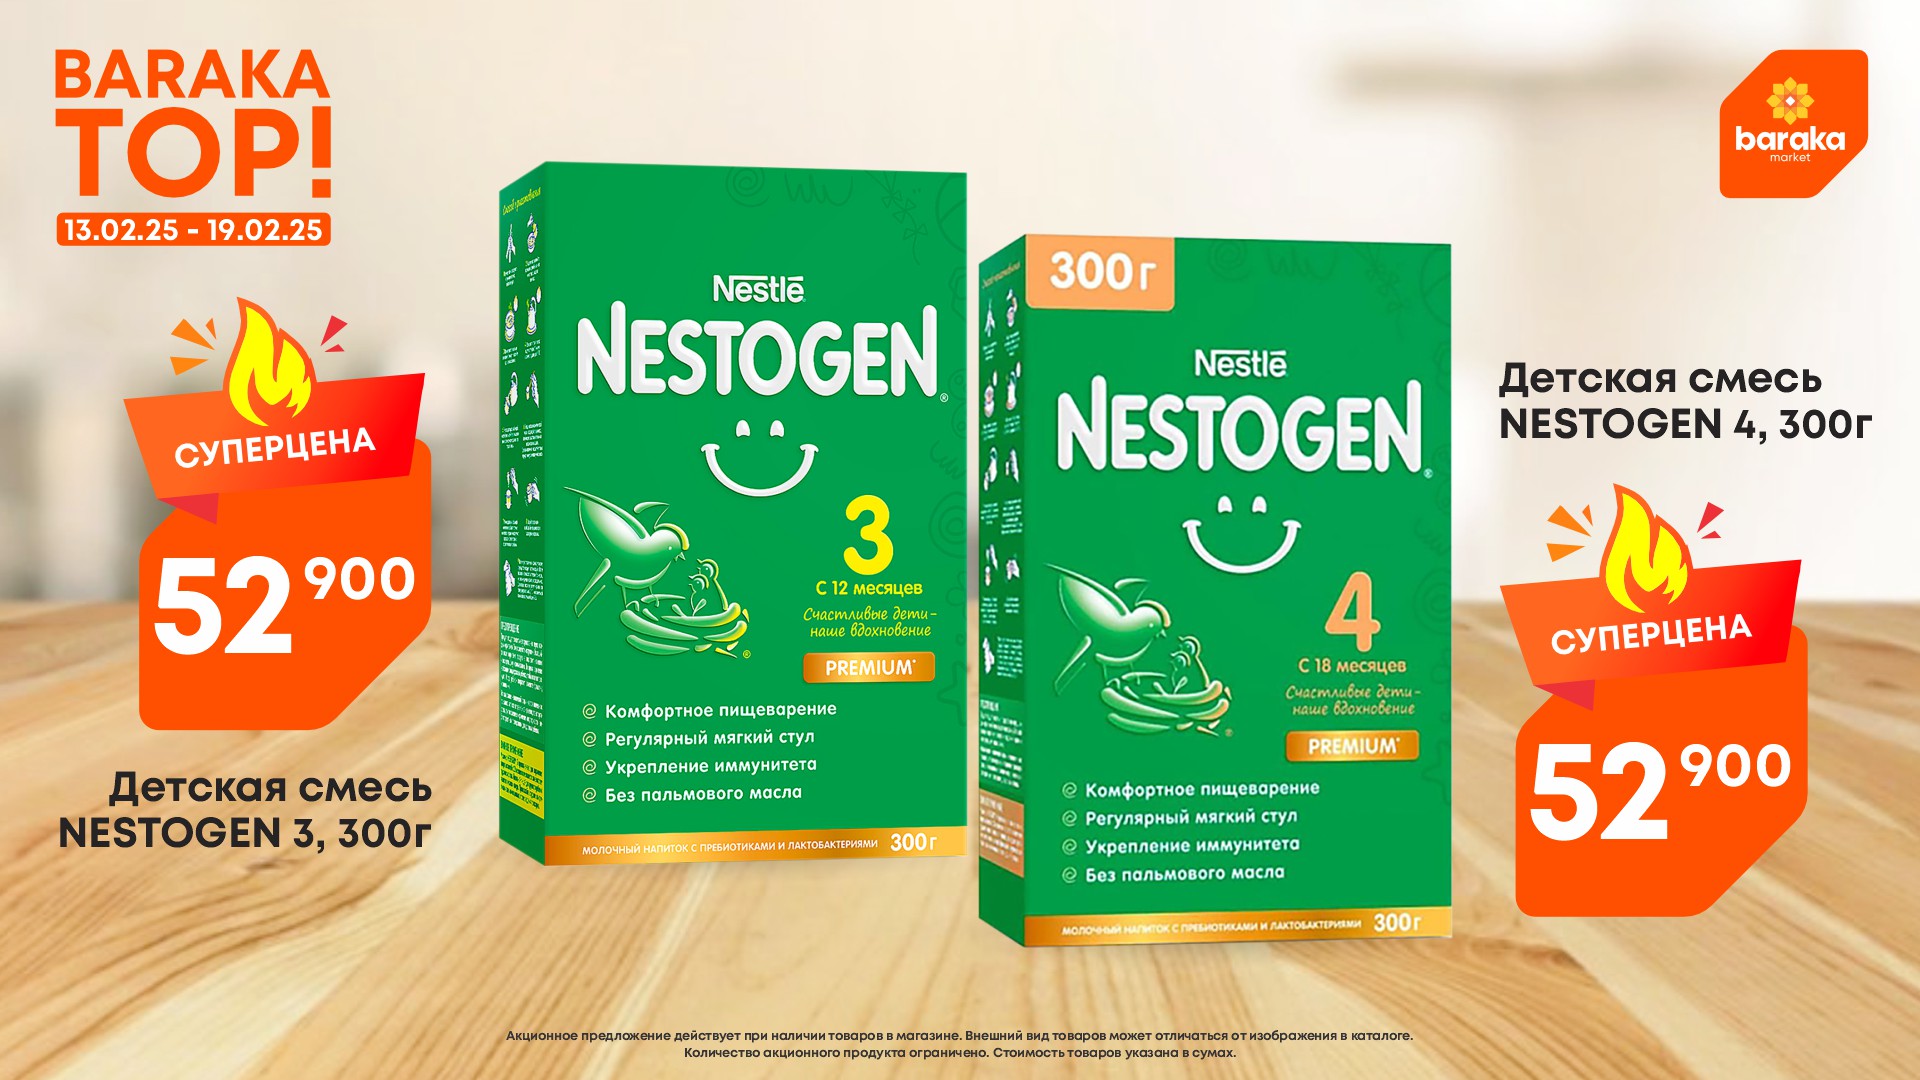 BARAKA
TOP!
13.02.25 - 19.02.25
baraka
market
СУПЕРЦЕНА
52 900
Детская смесь
NESTOGEN 3, 300г
Nestlé
NESTOGEN®
3
С 12 месяцев
Счастливые дети –
наше вдохновение
PREMIUM*
Комфортное пищеварение
Регулярный мягкий стул
Укрепление иммунитета
Без пальмового масла
МОЛОЧНЫЙ НАПИТОК С ПРЕБИОТИКАМИ И ЛАКТОБАКТЕРИЯМИ 300 г
300 г
Nestlé
NESTOGEN®
4
С 18 месяцев
Счастливые дети –
наше вдохновение
PREMIUM*
Комфортное пищеварение
Регулярный мягкий стул
Укрепление иммунитета
Без пальмового масла
МОЛОЧНЫЙ НАПИТОК С ПРЕБИОТИКАМИ И ЛАКТОБАКТЕРИЯМИ 300 г
Детская смесь
NESTOGEN 4, 300г
СУПЕРЦЕНА
52 900
Акционное предложение действует при наличии товаров в магазине. Внешний вид товаров может отличаться от изображения в каталоге.
Количество акционного продукта ограничено. Стоимость товаров указана в сумах.